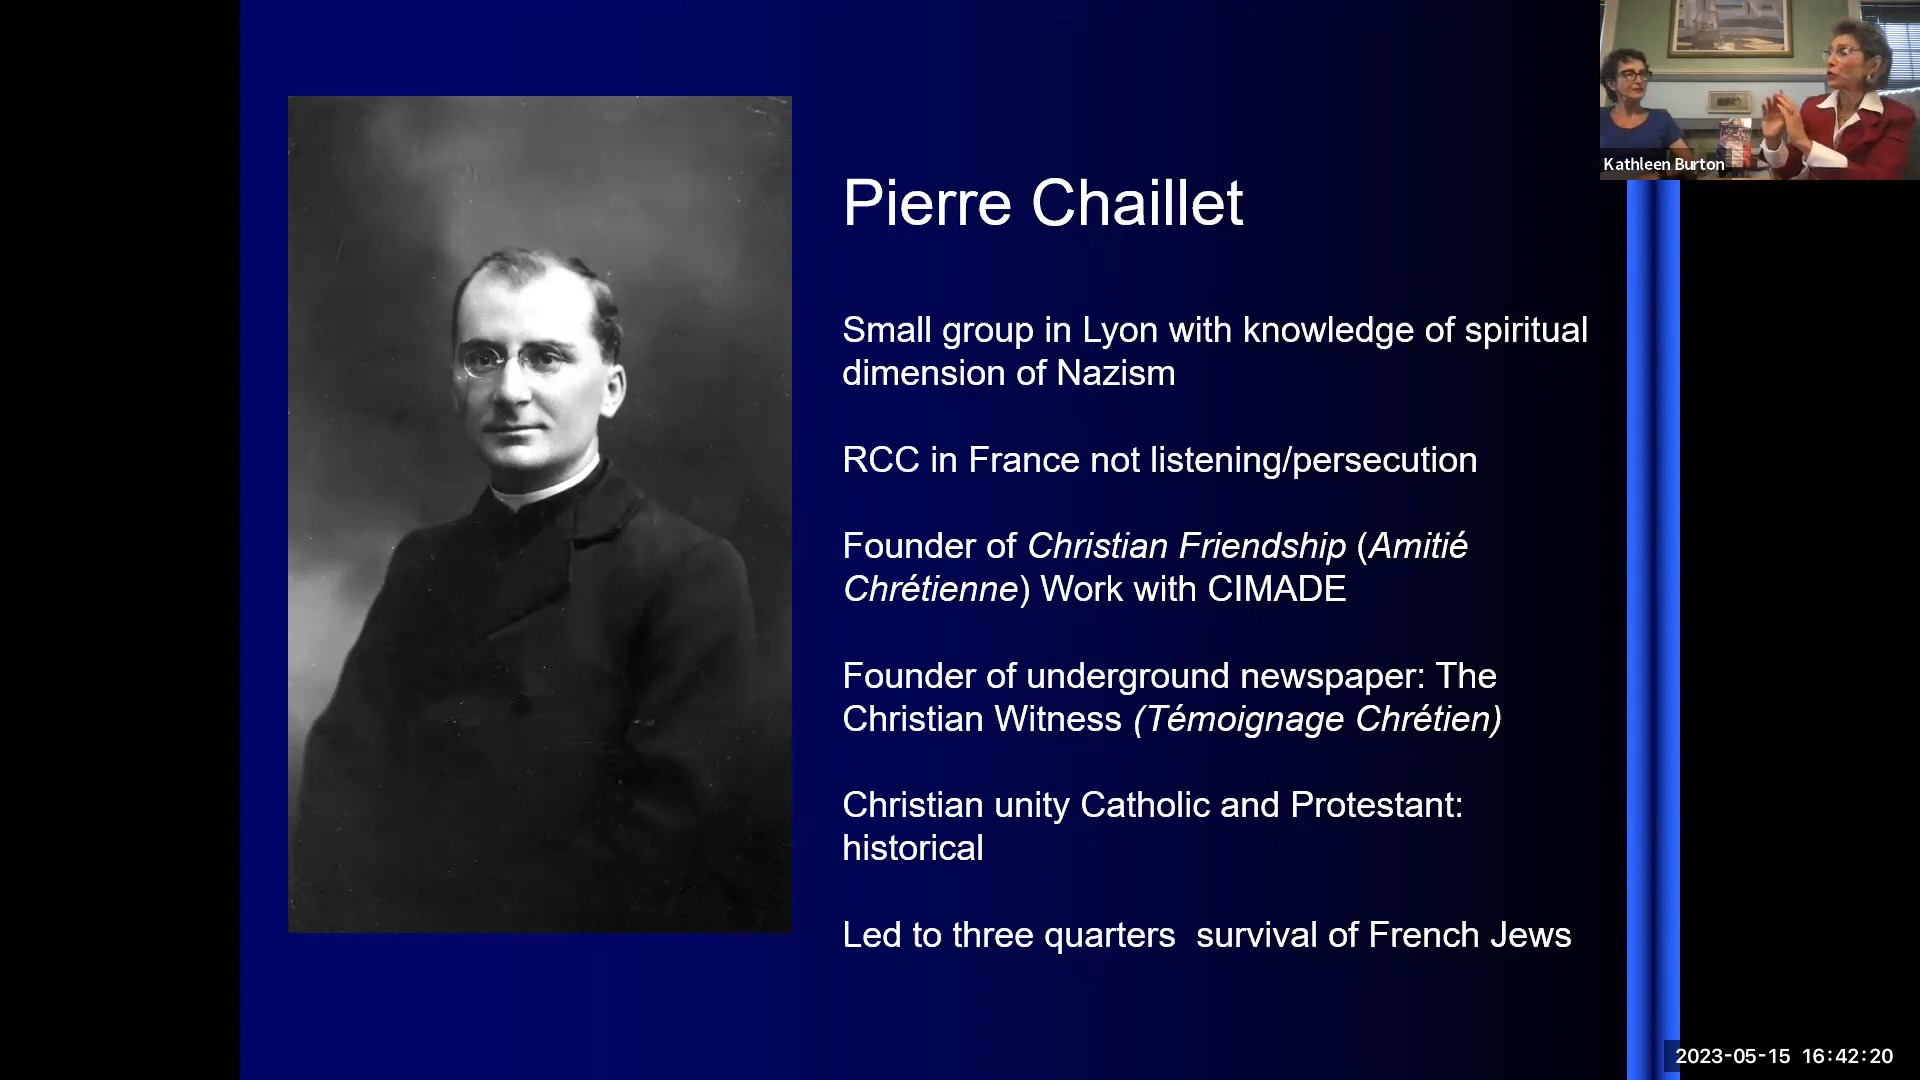 Kathleen Burton
Pierre Chaillet
Small group in Lyon with knowledge of spiritual
dimension of Nazism
RCC in France not listening/persecution
Founder of Christian Friendship (Amitié
Chrétienne) Work with CIMADE
Founder of underground newspaper: The
Christian Witness (Témoignage Chrétien)
Christian unity Catholic and Protestant:
historical
Led to three quarters  survival of French Jews
2023-05-15 16:42:20